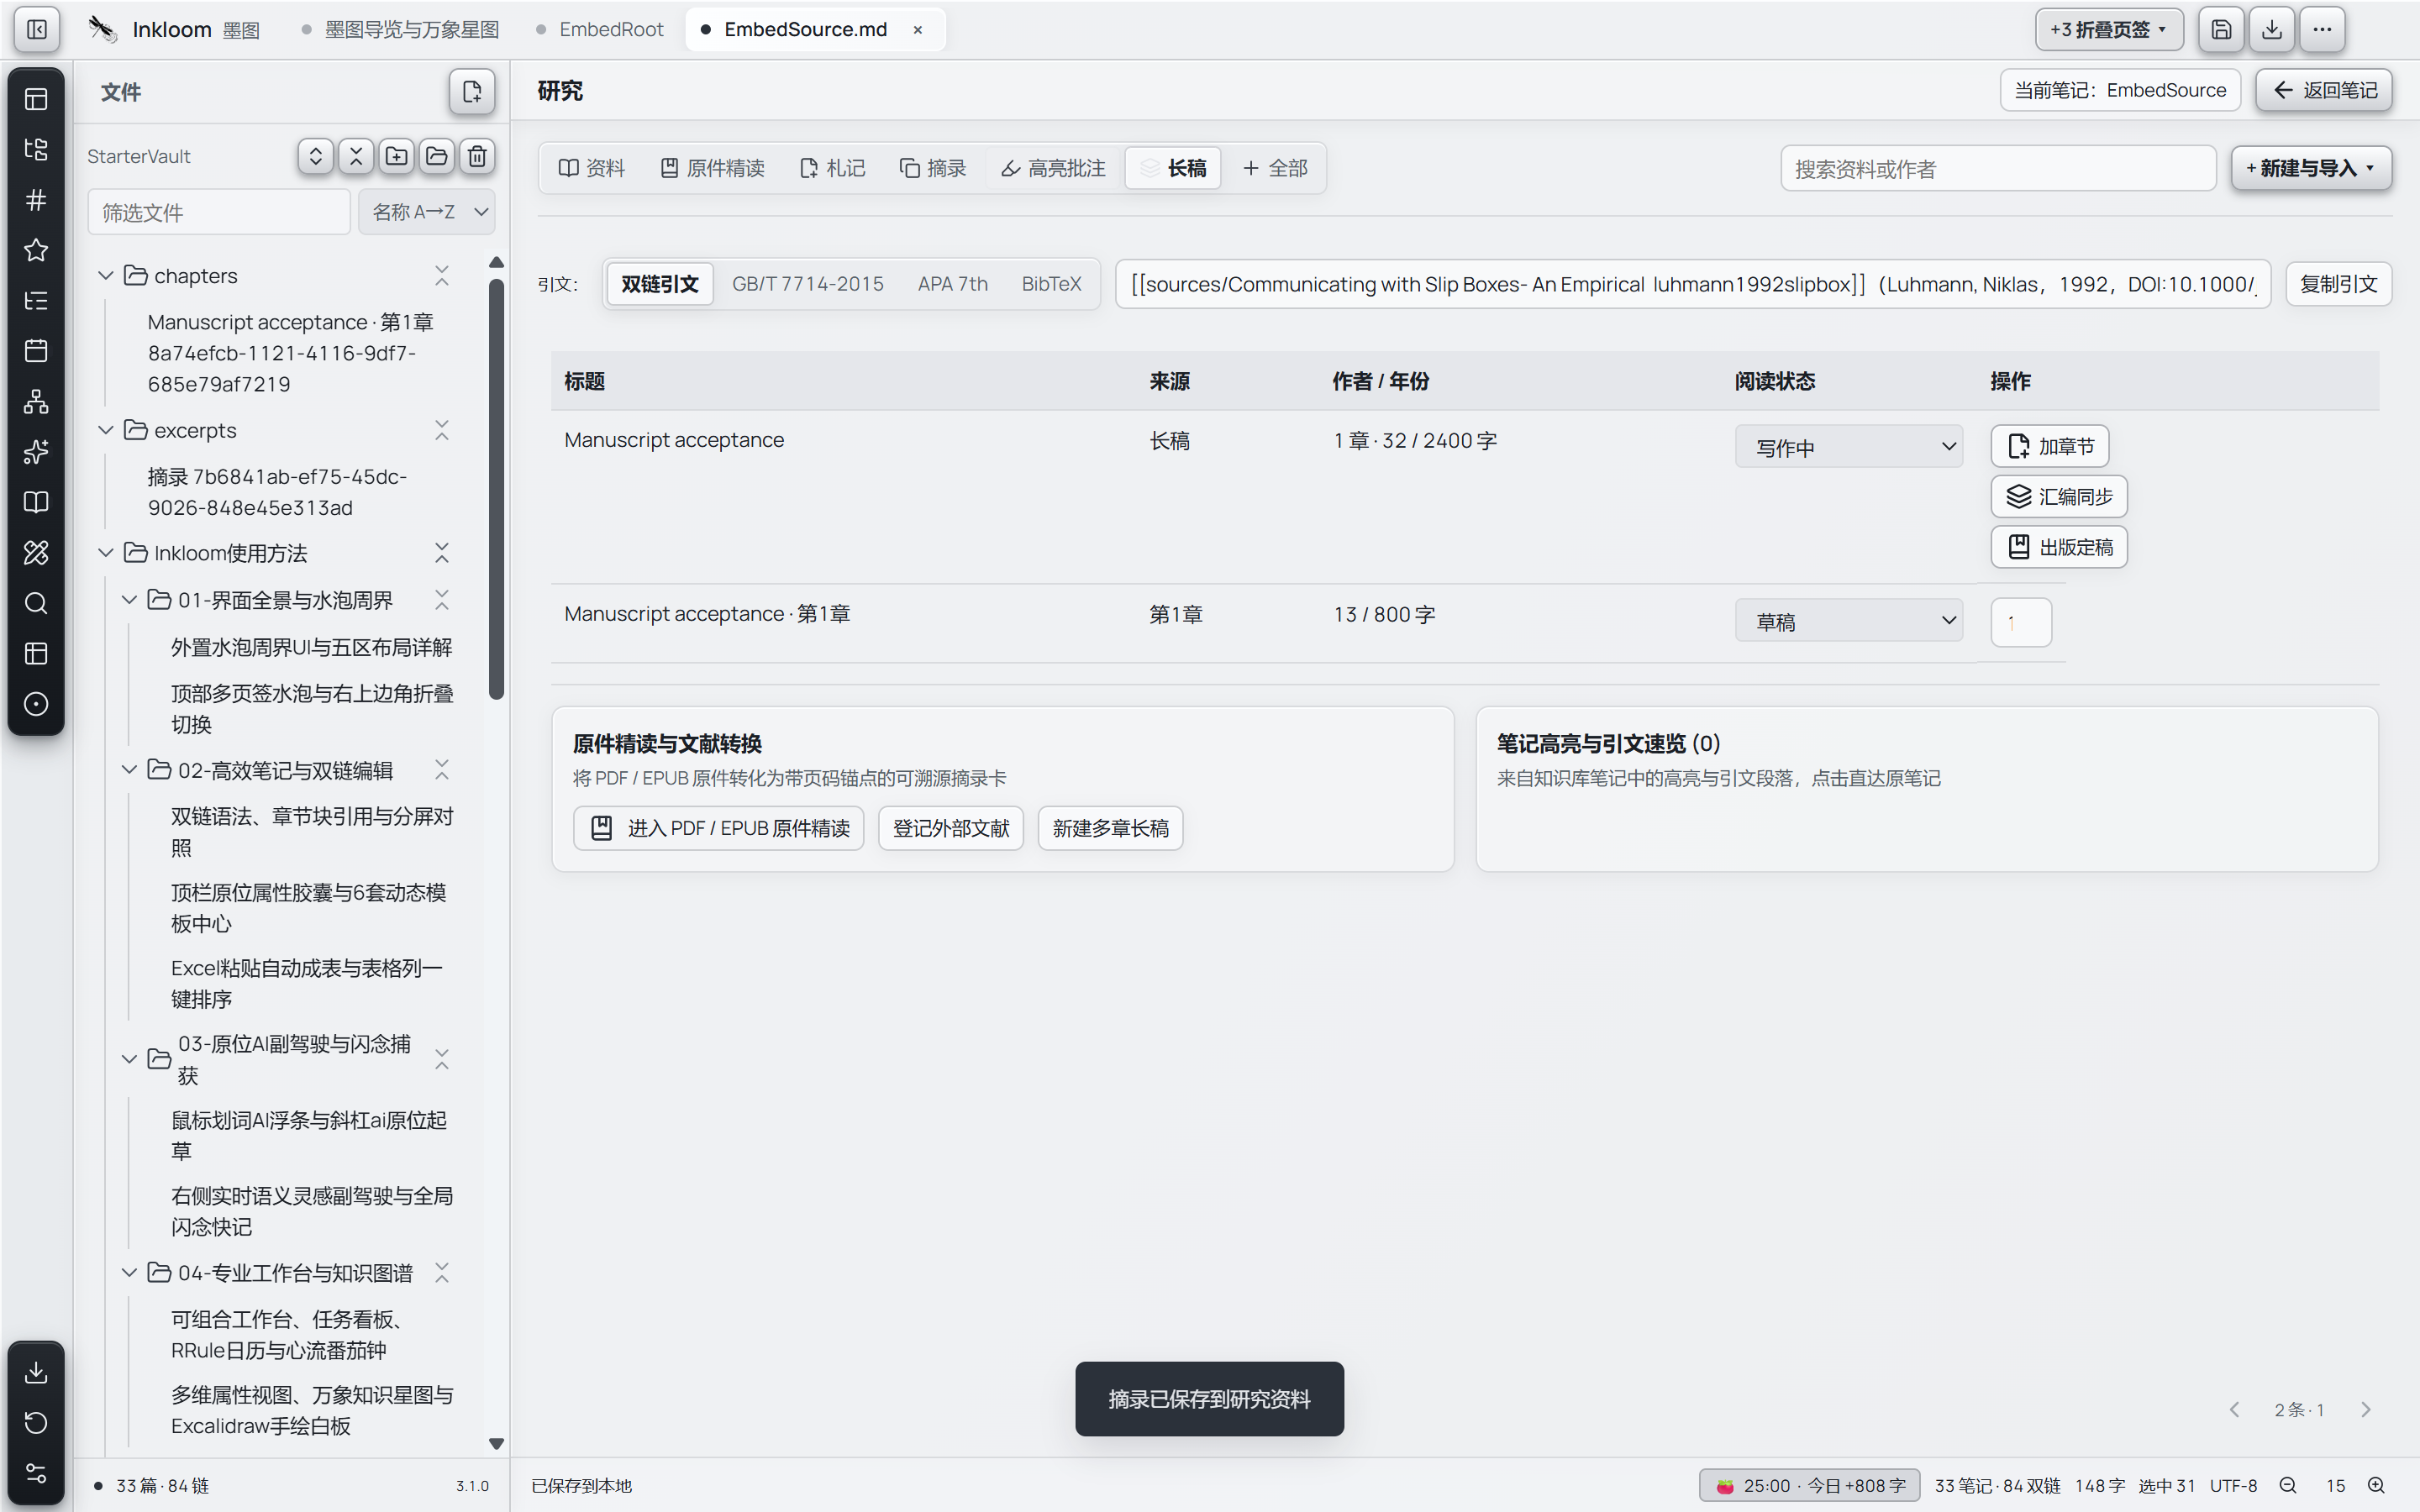 Inkloom 墨图
墨图导览与万象星图
EmbedRoot
EmbedSource.md ×
+3 折叠页签 ▾
文件
StarterVault
筛选文件
名称 A→Z
chapters
Manuscript acceptance · 第1章
8a74efcb-1121-4116-9df7-
685e79af7219
excerpts
摘录 7b6841ab-ef75-45dc-
9026-848e45e313ad
Inkloom使用方法
01-界面全景与水泡周界
外置水泡周界UI与五区布局详解
顶部多页签水泡与右上边角折叠
切换
02-高效笔记与双链编辑
双链语法、章节块引用与分屏对
照
顶栏原位属性胶囊与6套动态模
板中心
Excel粘贴自动成表与表格列一
键排序
03-原位AI副驾驶与闪念捕
获
鼠标划词AI浮条与斜杠ai原位起
草
右侧实时语义灵感副驾驶与全局
闪念快记
04-专业工作台与知识图谱
可组合工作台、任务看板、
RRule日历与心流番茄钟
多维属性视图、万象知识星图与
Excalidraw手绘白板
33 篇 · 84 链
3.1.0
研究
当前笔记：EmbedSource
返回笔记
资料
原件精读
札记
摘录
高亮批注
长稿
全部
搜索资料或作者
+ 新建与导入 ▾
引文：
双链引文
GB/T 7714-2015
APA 7th
BibTeX
[[sources/Communicating with Slip Boxes- An Empirical luhmann1992slipbox]]（Luhmann, Niklas，1992，DOI:10.1000/
复制引文
标题
来源
作者 / 年份
阅读状态
操作
Manuscript acceptance
长稿
1 章 · 32 / 2400 字
写作中
加章节
汇编同步
出版定稿
Manuscript acceptance · 第1章
第1章
13 / 800 字
草稿
1
原件精读与文献转换
将 PDF / EPUB 原件转化为带页码锚点的可溯源摘录卡
进入 PDF / EPUB 原件精读
登记外部文献
新建多章长稿
笔记高亮与引文速览 (0)
来自知识库笔记中的高亮与引文段落，点击直达原笔记
摘录已保存到研究资料
2 条 · 1
已保存到本地
25:00 · 今日 +808 字
33 笔记 · 84 双链
148 字
选中 31
UTF-8
15